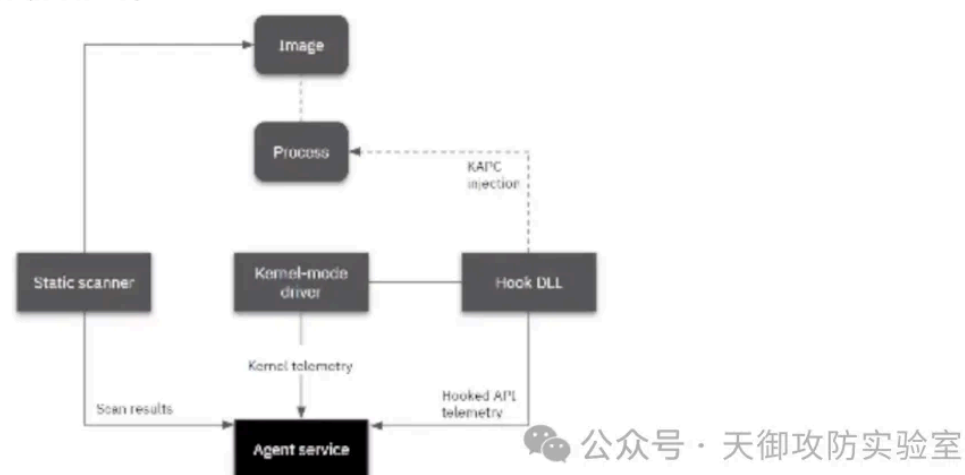 Image
Process
KAPC
injection
Static scanner
Kernel-mode
driver
Hook DLL
Kernel telemetry
Scan results
Hooked API
telemetry
Agent service
公众号 · 天御攻防实验室